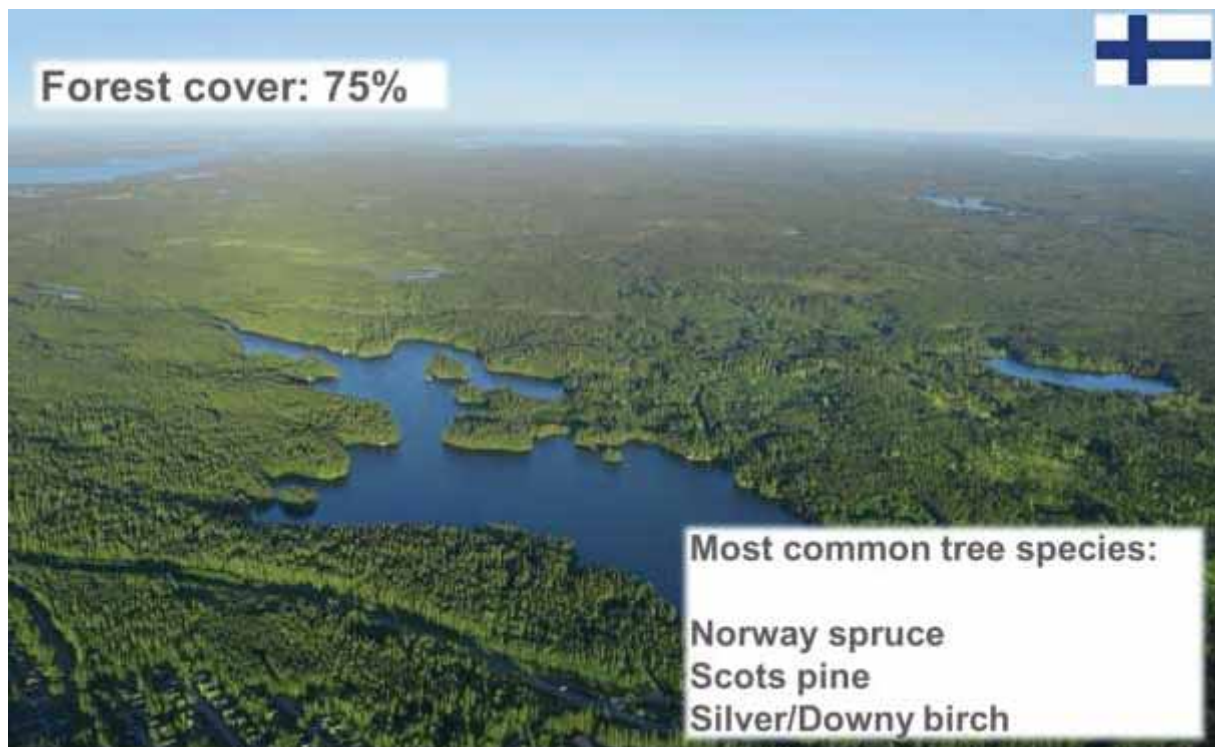 Forest cover: 75%
Most common tree species:
Norway spruce
Scots pine
Silver/Downy birch